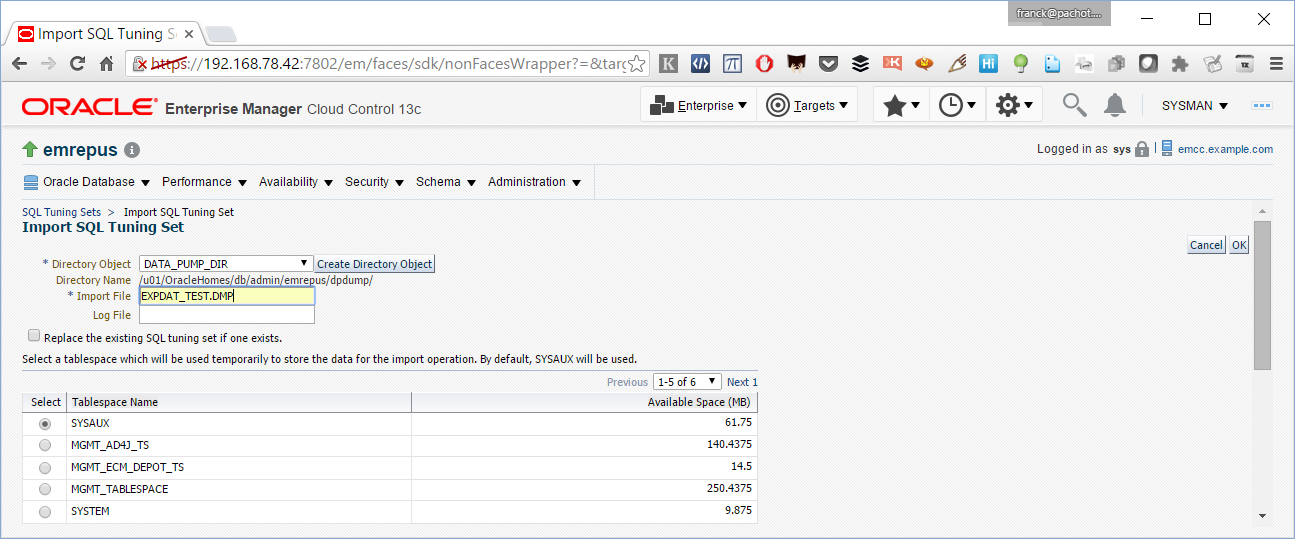 franck@pachot....
Import SQL Tuning S
https://192.168.78.42:7802/em/faces/sdk/nonFacesWrapper?=&targ
ORACLE Enterprise Manager Cloud Control 13c
Enterprise Targets SYSMAN
emrepus
Logged in as sys | emcc.example.com
Oracle Database Performance Availability Security Schema Administration
SQL Tuning Sets > Import SQL Tuning Set
Import SQL Tuning Set
Cancel OK
* Directory Object DATA_PUMP_DIR Create Directory Object
Directory Name /u01/OracleHomes/db/admin/emrepus/dpdump/
* Import File EXPDAT_TEST.DMP
Log File
Replace the existing SQL tuning set if one exists.
Select a tablespace which will be used temporarily to store the data for the import operation. By default, SYSAUX will be used.
Previous 1-5 of 6 Next 1
Select Tablespace Name Available Space (MB)
SYSAUX 61.75
MGMT_AD4J_TS 140.4375
MGMT_ECM_DEPOT_TS 14.5
MGMT_TABLESPACE 250.4375
SYSTEM 9.875